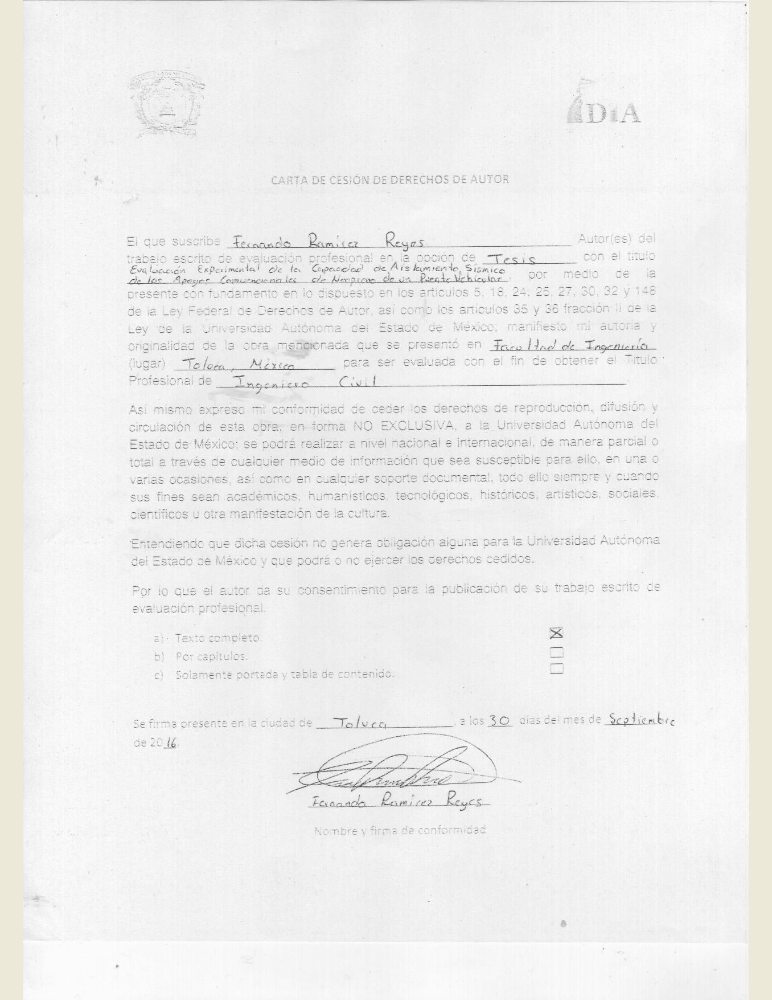 DIA
CARTA DE CESIÓN DE DERECHOS DE AUTOR
El que suscribe Fernando Ramírez Reyes Autor(es) del
trabajo escrito de evaluación profesional en la opción de Tesis con el título
Evaluación Experimental de la Capacidad de Aislamiento Sísmico
de los Apoyos Convencionales de Neopreno de un Puente Vehicular, por medio de la
presente con fundamento en lo dispuesto en los artículos 5, 18, 24, 25, 27, 30, 32 y 148
de la Ley Federal de Derechos de Autor, así como los artículos 35 y 36 fracción II de la
Ley de la Universidad Autónoma del Estado de México; manifiesto mi autoría y
originalidad de la obra mencionada que se presentó en Facultad de Ingeniería
(lugar) Toluca, México para ser evaluada con el fin de obtener el Título
Profesional de Ingeniero Civil.
Así mismo expreso mi conformidad de ceder los derechos de reproducción, difusión y
circulación de esta obra, en forma NO EXCLUSIVA, a la Universidad Autónoma del
Estado de México; se podrá realizar a nivel nacional e internacional, de manera parcial o
total a través de cualquier medio de información que sea susceptible para ello, en una o
varias ocasiones, así como en cualquier soporte documental, todo ello siempre y cuando
sus fines sean académicos, humanísticos, tecnológicos, históricos, artísticos, sociales,
científicos u otra manifestación de la cultura.
Entendiendo que dicha cesión no genera obligación alguna para la Universidad Autónoma
del Estado de México y que podrá o no ejercer los derechos cedidos.
Por lo que el autor da su consentimiento para la publicación de su trabajo escrito de
evaluación profesional.
a) Texto completo.
b) Por capítulos.
c) Solamente portada y tabla de contenido.
Se firma presente en la ciudad de Toluca, a los 30 días del mes de Septiembre
de 2016.
Fernando Ramírez Reyes
Nombre y firma de conformidad